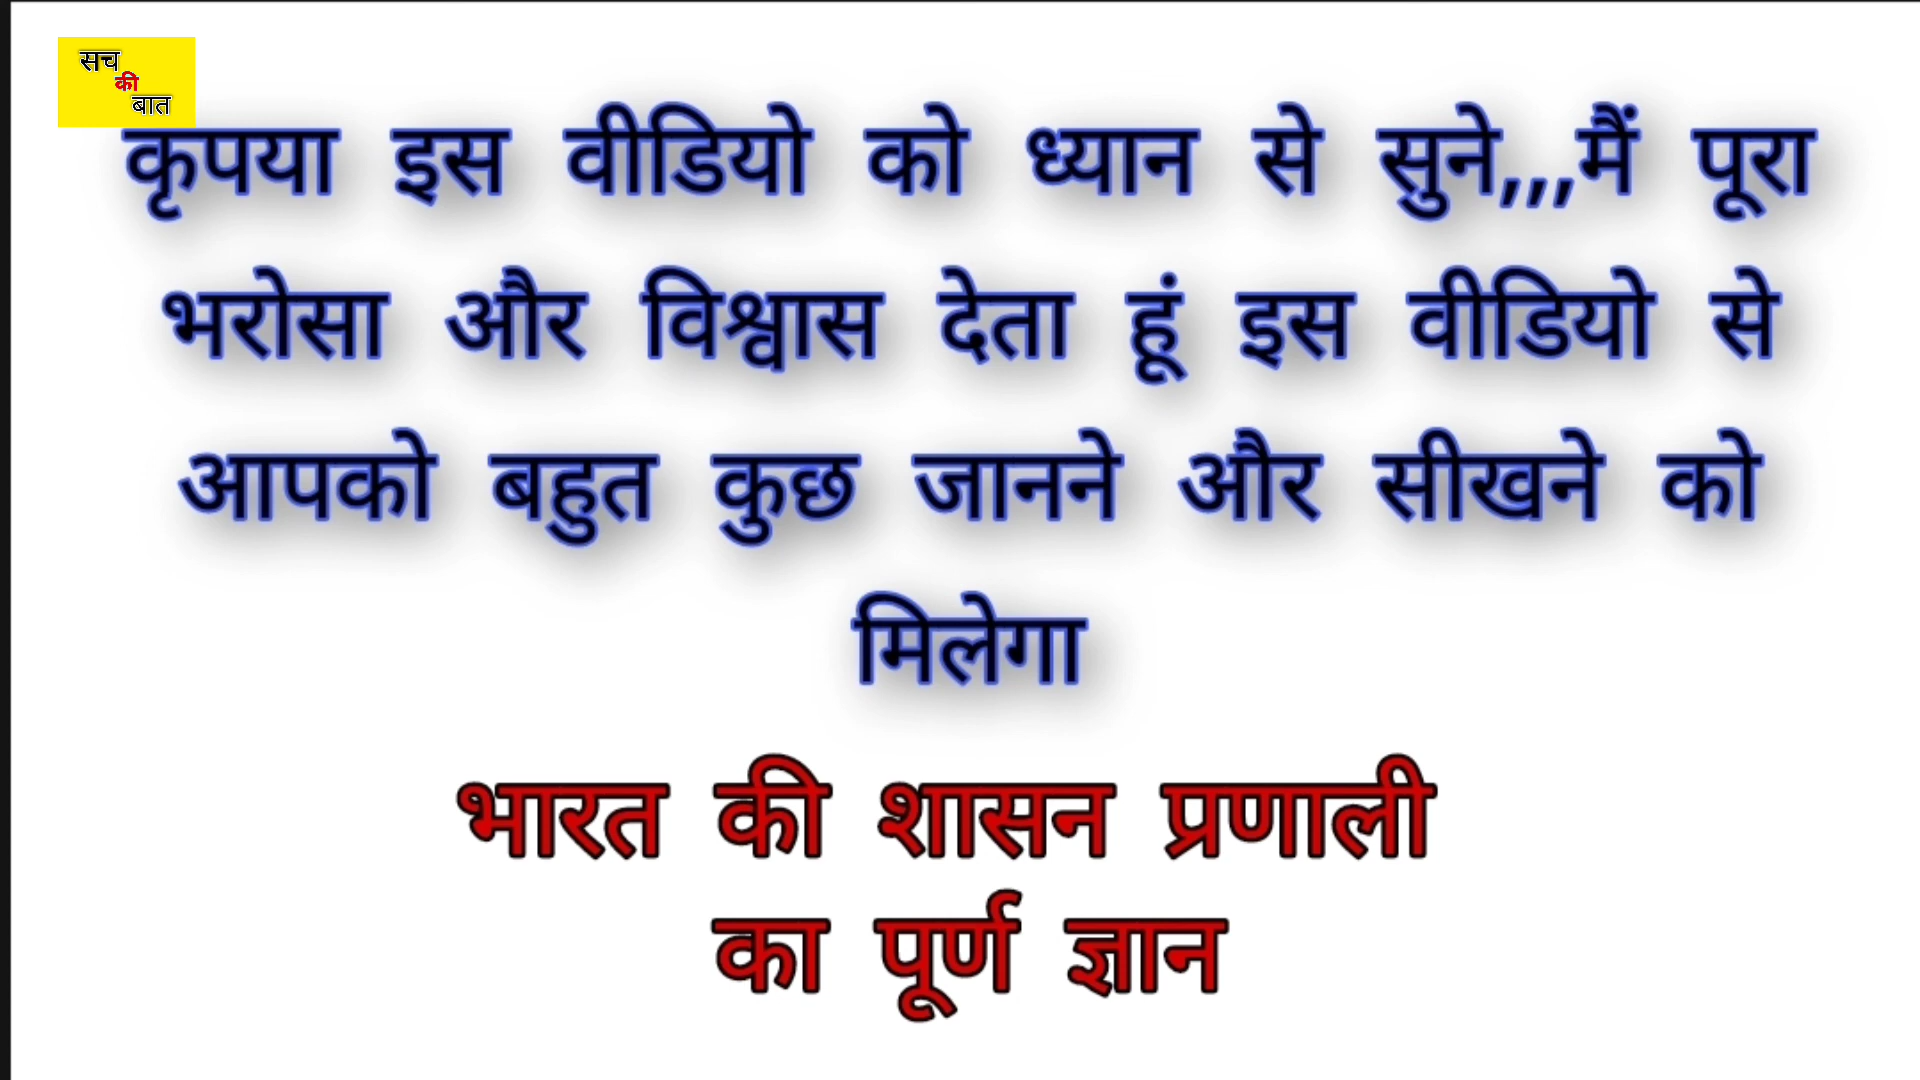 सच
की
बात
कृपया इस वीडियो को ध्यान से सुने,,,मैं पूरा
भरोसा और विश्वास देता हूं इस वीडियो से
आपको बहुत कुछ जानने और सीखने को
मिलेगा
भारत की शासन प्रणाली
का पूर्ण ज्ञान